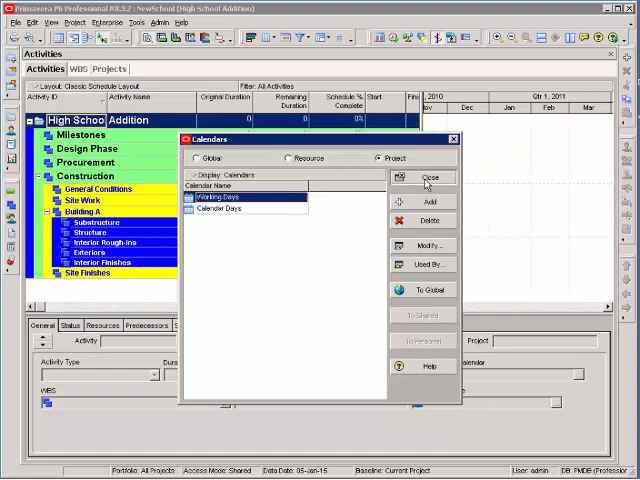 Primavera P6 Professional R8.3.2 : NewSchool (High School Addition)
File Edit View Project Enterprise Tools Admin Help
Activities
Activities WBS Projects
Layout: Classic Schedule Layout Filter: All Activities
Activity ID Activity Name Original Duration Remaining Duration Schedule % Complete Start
, 2010 Qtr 1, 2011
Dec Jan Feb Mar
High School Addition 0 0 0%
Milestones
Design Phase
Procurement
Construction
General Conditions
Site Work
Building A
Substructure
Structure
Interior Rough-ins
Exteriors
Interior Finishes
Site Finishes
Calendars
Global Resource Project
Display: Calendars
Calendar Name
Working Days
Calendar Days
Close
Add
Delete
Modify...
Used By...
To Global
To Shared
To Personal
Help
General Status Resources Predecessors
Activity Project
Activity Type
WBS
Portfolio: All Projects Access Mode: Shared Data Date: 05-Jan-15 Baseline: Current Project User: admin DB: PMDB (Professior